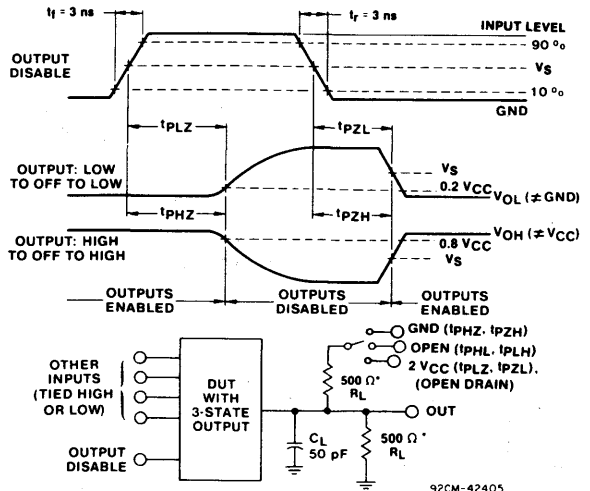 tf = 3 ns
tr = 3 ns
INPUT LEVEL
90 %
VS
10 %
GND
OUTPUT
DISABLE
tPLZ
tPZL
OUTPUT: LOW
TO OFF TO LOW
VS
0.2 VCC
VOL (≠GND)
tPHZ
tPZH
OUTPUT: HIGH
TO OFF TO
HIGH
VOH (≠VCC)
0.8 VCC
VS
OUTPUTS
ENABLED
OUTPUTS
DISABLED
OUTPUTS
ENABLED
GND (tPHZ, tPZH)
OPEN (tPHL, tPLH)
2 VCC (tPLZ, tPZL),
(OPEN DRAIN)
OTHER
INPUTS
(TIED HIGH
OR LOW)
DUT
WITH
3-STATE
OUTPUT
500 Ω*
RL
OUT
CL
50 pF
500 Ω*
RL
OUTPUT
DISABLE
92CM-42405